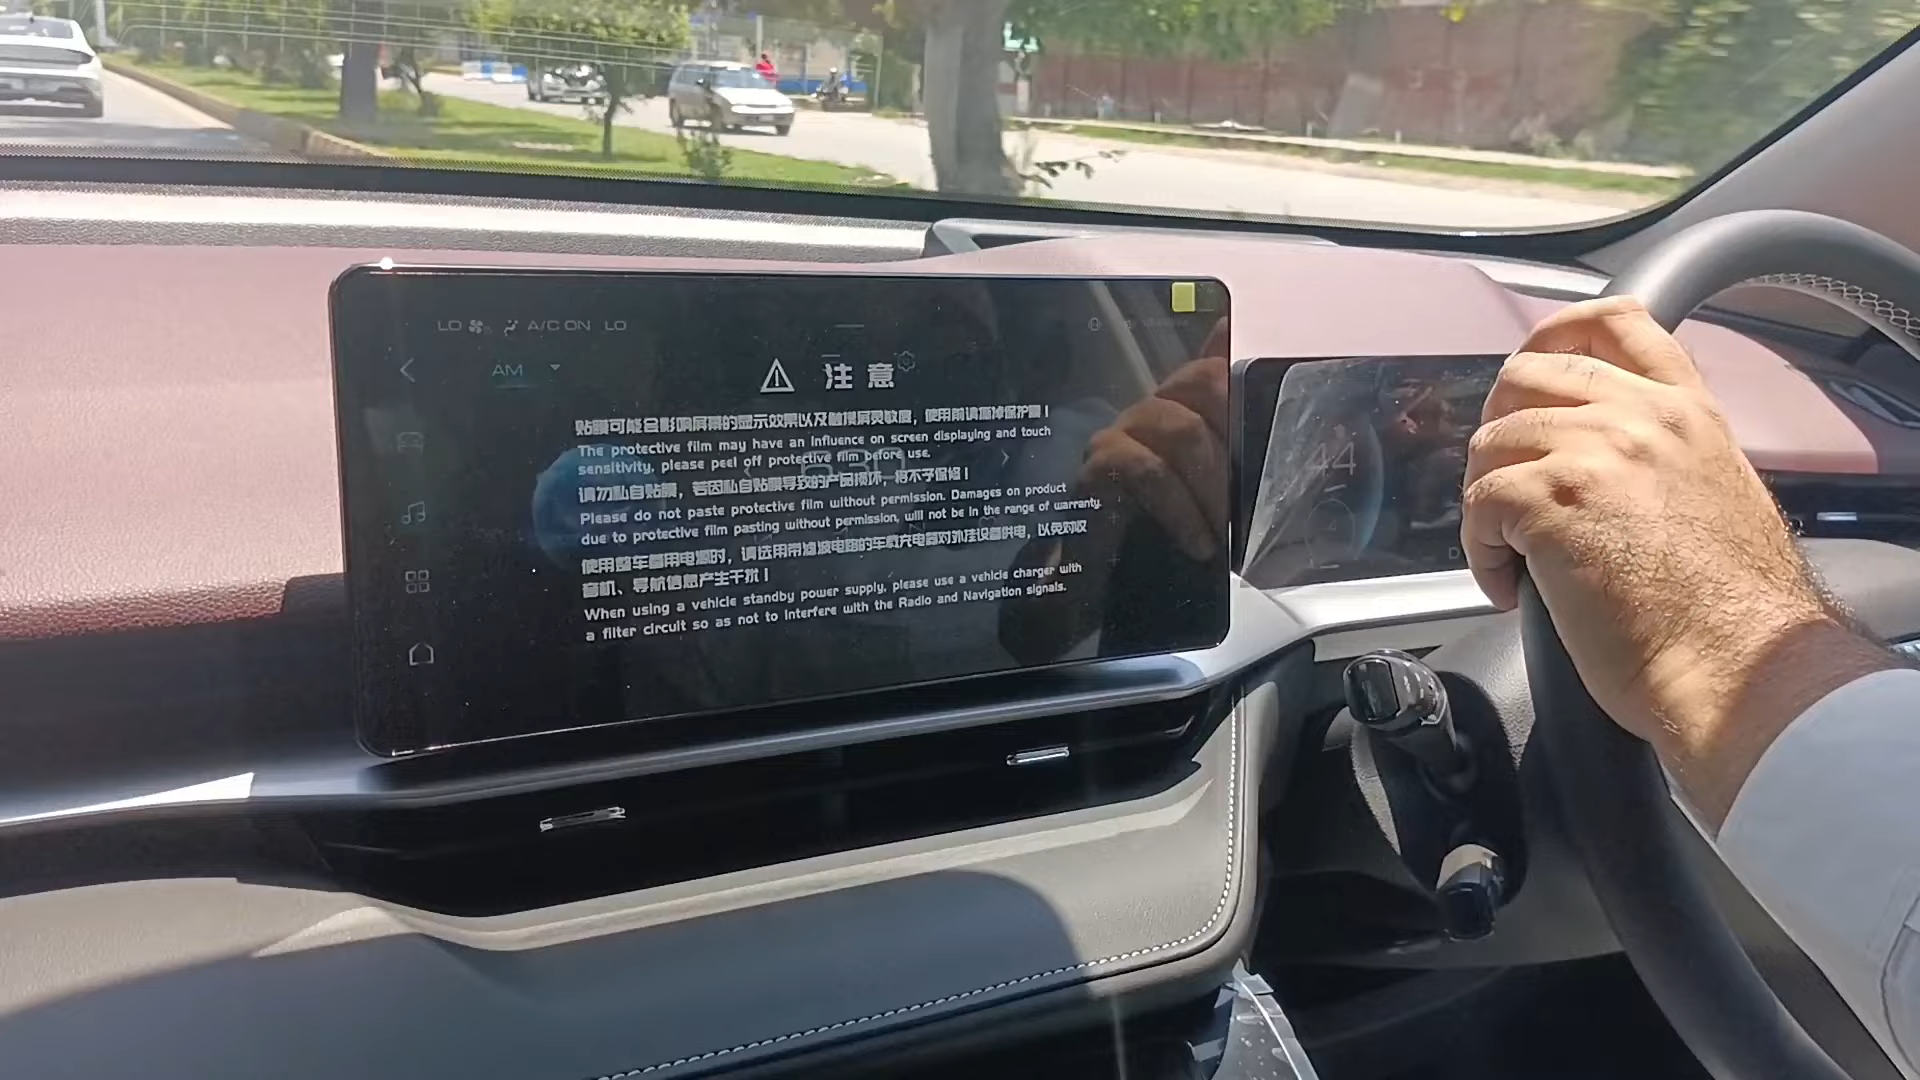 LO A/C ON LO
AM
注意
贴膜可能会影响屏幕的显示效果以及触摸屏灵敏度，使用前请撕掉保护膜！
The protective film may have an influence on screen displaying and touch
sensitivity, please peel off protective film before use.
630
请勿私自贴膜，若因私自贴膜导致的产品损坏，将不予保修！
Please do not paste protective film without permission. Damages on product
due to protective film pasting without permission, will not be in the range of warranty.
使用整车备用电源时，请选用带滤波电路的车载充电器对外挂设备供电，以免对收
音机、导航信息产生干扰！
When using a vehicle standby power supply, please use a vehicle charger with
a filter circuit so as not to interfere with the Radio and Navigation signals.
44
D